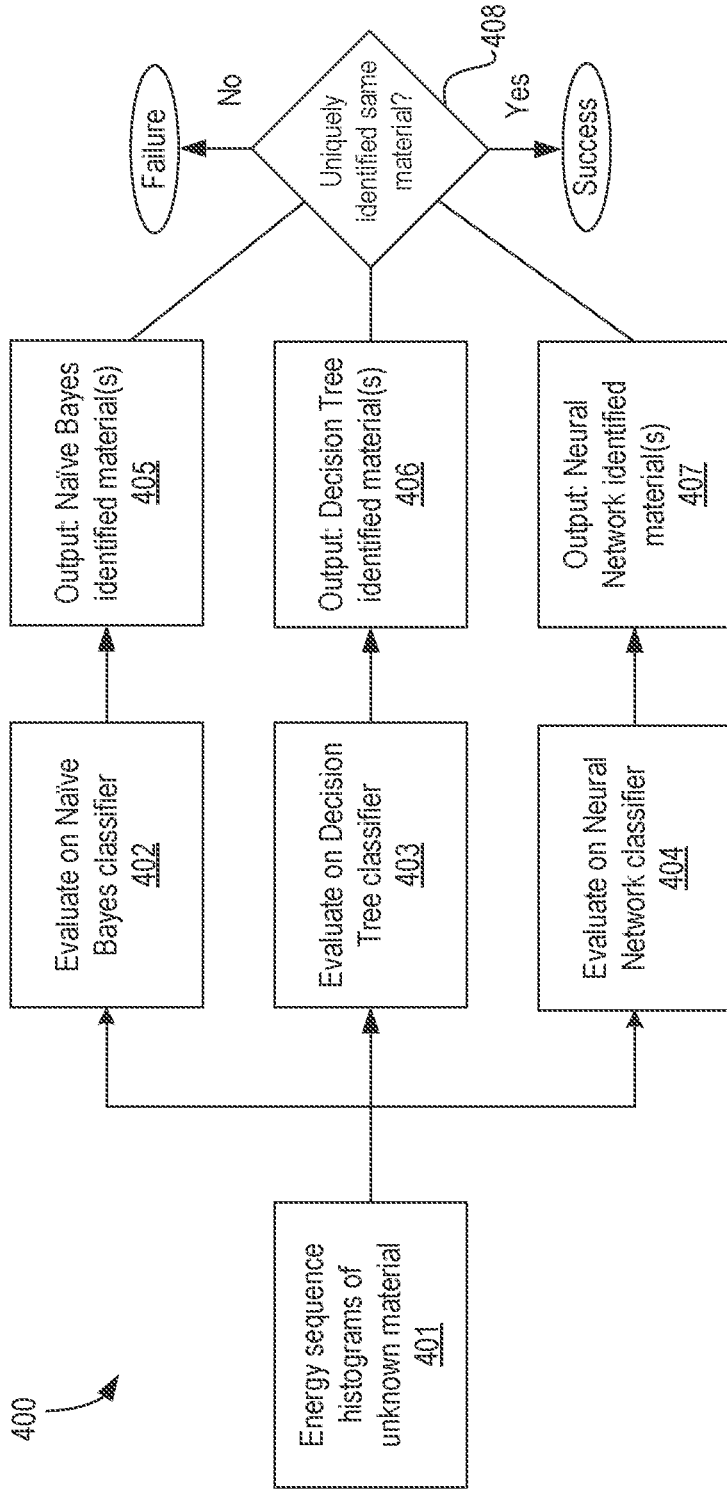 400
Energy sequence
histograms of
unknown material
401
Evaluate on Naïve
Bayes classifier
402
Evaluate on Decision
Tree classifier
403
Evaluate on Neural
Network classifier
404
Output: Naïve Bayes
identified material(s)
405
Output: Decision Tree
identified material(s)
406
Output: Neural
Network identified
material(s)
407
Uniquely
identified same
material?
408
No
Failure
Yes
Success